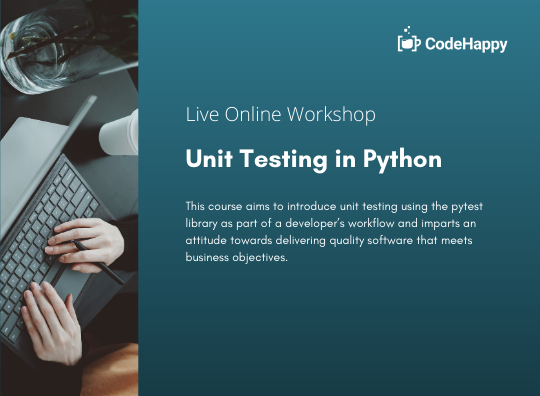 CodeHappy
Live Online Workshop
Unit Testing in Python
This course aims to introduce unit testing using the pytest
library as part of a developer's workflow and imparts an
attitude towards delivering quality software that meets
business objectives.